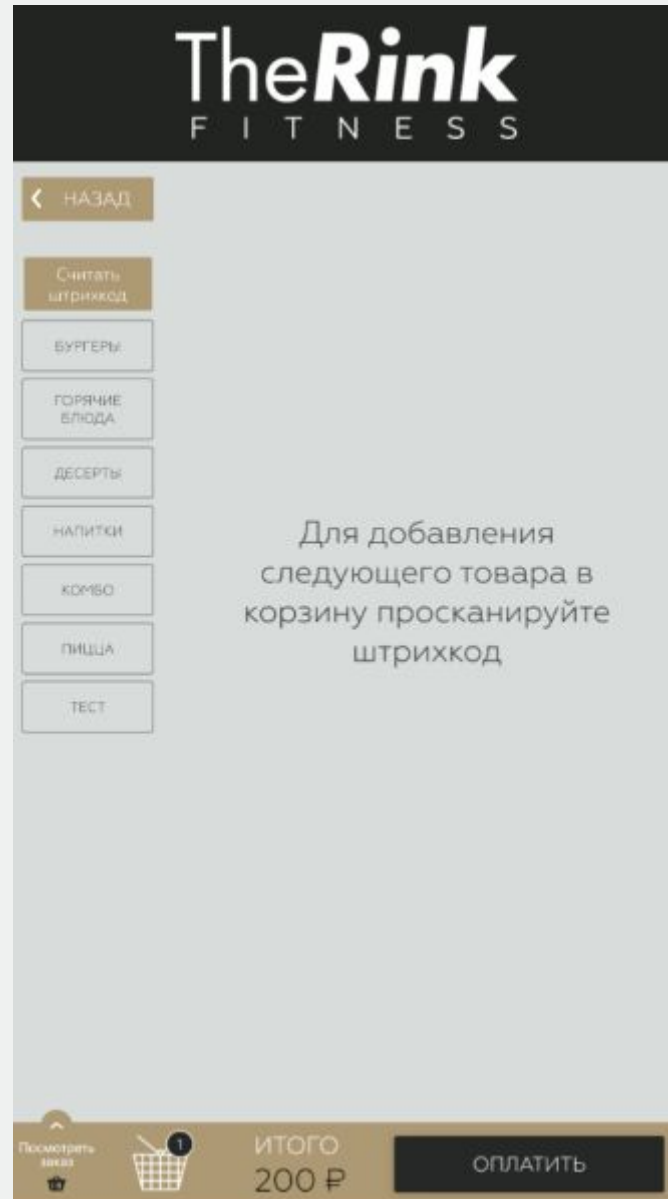 TheRink
FITNESS
НАЗАД
Считать
штрихкод
БУРГЕРЫ
ГОРЯЧИЕ
БЛЮДА
ДЕСЕРТЫ
НАПИТКИ
КОМБО
ПИЦЦА
ТЕСТ
Для добавления
следующего товара в
корзину просканируйте
штрихкод
Посмотреть
заказ
1
ИТОГО
200 ₽
ОПЛАТИТЬ